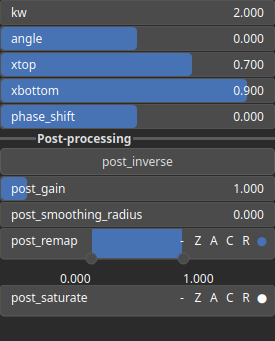 kw 2.000
angle 0.000
xtop 0.700
xbottom 0.900
phase_shift 0.000
Post-processing
post_inverse
post_gain 1.000
post_smoothing_radius 0.000
post_remap - Z A C R
0.000 1.000
post_saturate - Z A C R